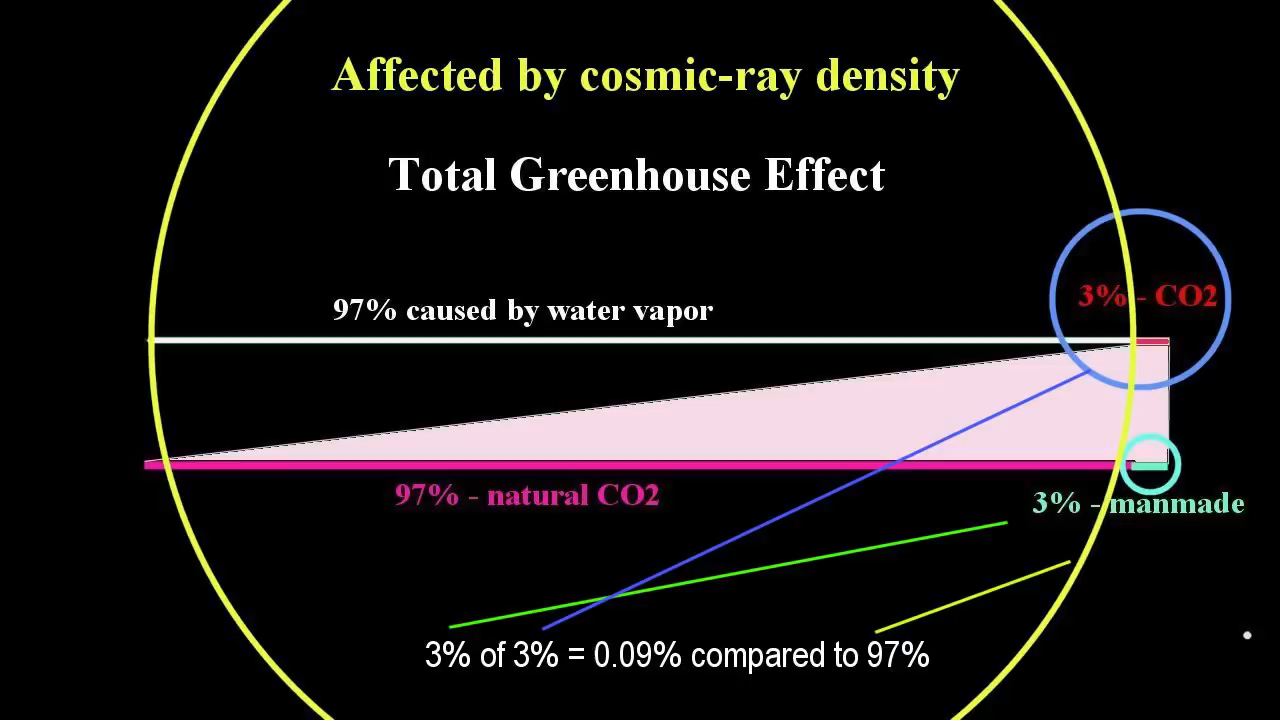 Affected by cosmic-ray density
Total Greenhouse Effect
97% caused by water vapor
3% - CO2
97% - natural CO2
3% - manmade
3% of 3% = 0.09% compared to 97%